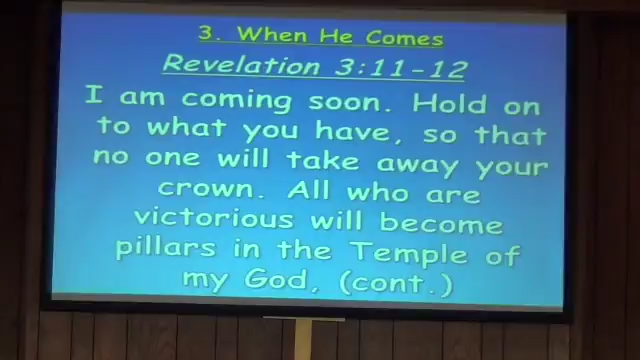 3. When He Comes
Revelation 3:11-12
I am coming soon. Hold on
to what you have, so that
no one will take away your
crown. All who are
victorious will become
pillars in the Temple of
my God, (cont.)